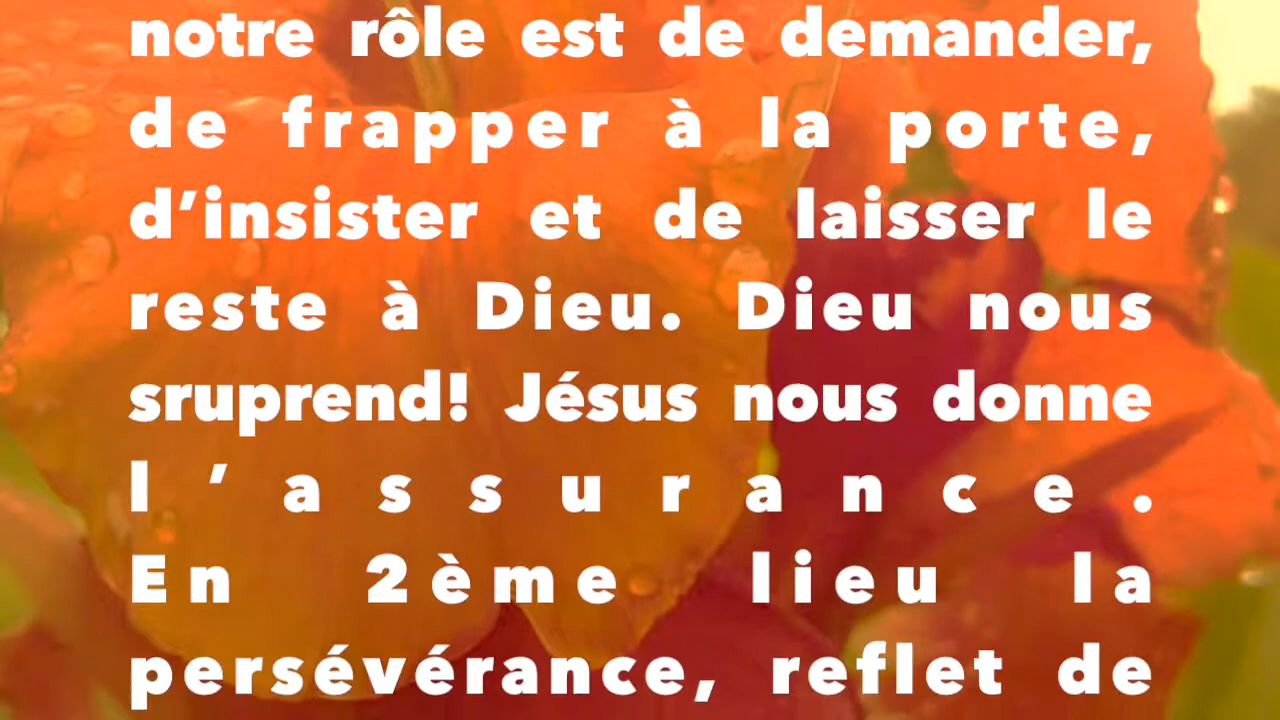 notre rôle est de demander,
de frapper à la porte,
d’insister et de laisser le
reste à Dieu. Dieu nous
sruprend! Jésus nous donne
l’assurance.
En 2ème lieu la
persévérance, reflet de